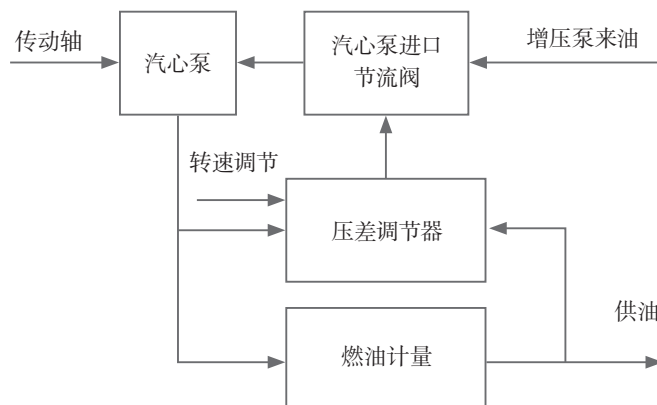 传动轴
汽心泵
汽心泵进口
节流阀
增压泵来油
转速调节
压差调节器
供油
燃油计量